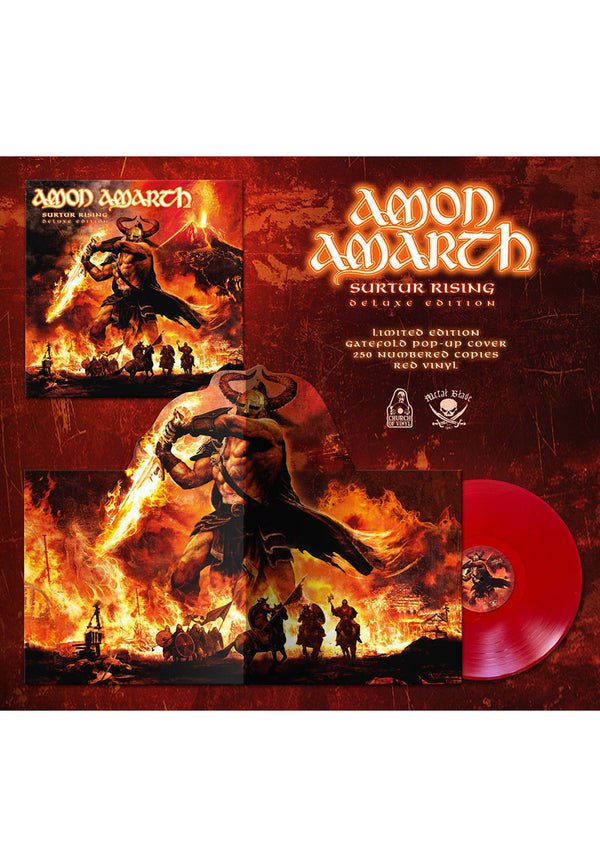 AMON AMARTH
SURTUR RISING
DELUXE EDITION
AMON
AMARTH
SURTUR RISING
DELUXE EDITION
LIMITED EDITION
GATEFOLD POP-UP COVER
250 NUMBERED COPIES
RED VINYL
CHURCH
OF VINYL
Metal Blade